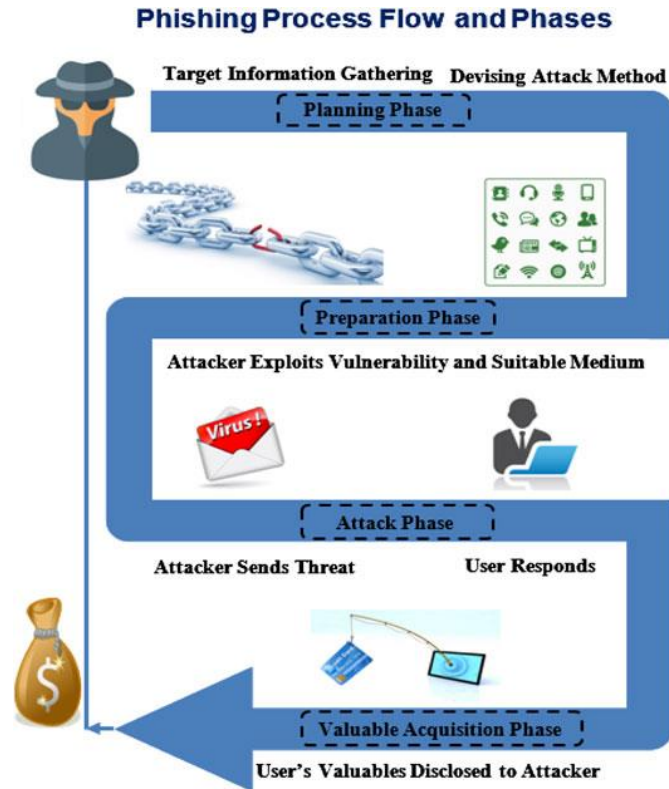 Phishing Process Flow and Phases
Target Information Gathering
Devising Attack Method
Planning Phase
Preparation Phase
Attacker Exploits Vulnerability and Suitable Medium
Virus!
Attack Phase
Attacker Sends Threat
User Responds
$
Valuable Acquisition Phase
User's Valuables Disclosed to Attacker